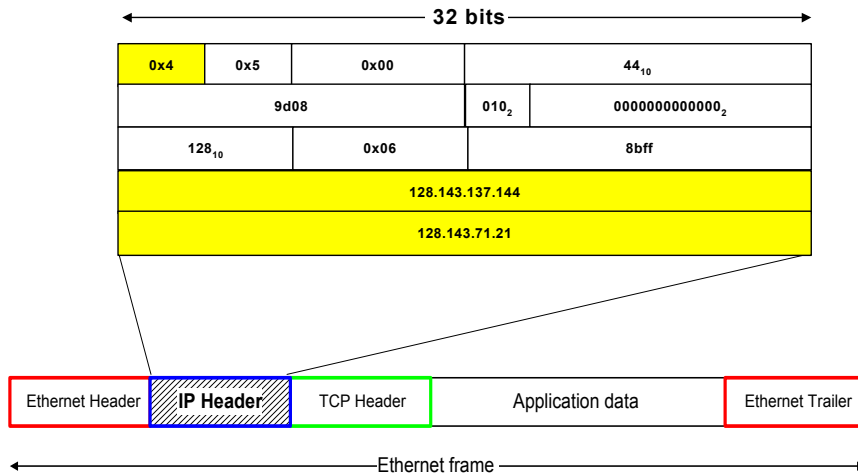 32 bits
0x4 0x5 0x00 44₁₀
9d08 010₂ 0000000000000₂
128₁₀ 0x06 8bff
128.143.137.144
128.143.71.21
Ethernet Header IP Header TCP Header Application data Ethernet Trailer
Ethernet frame